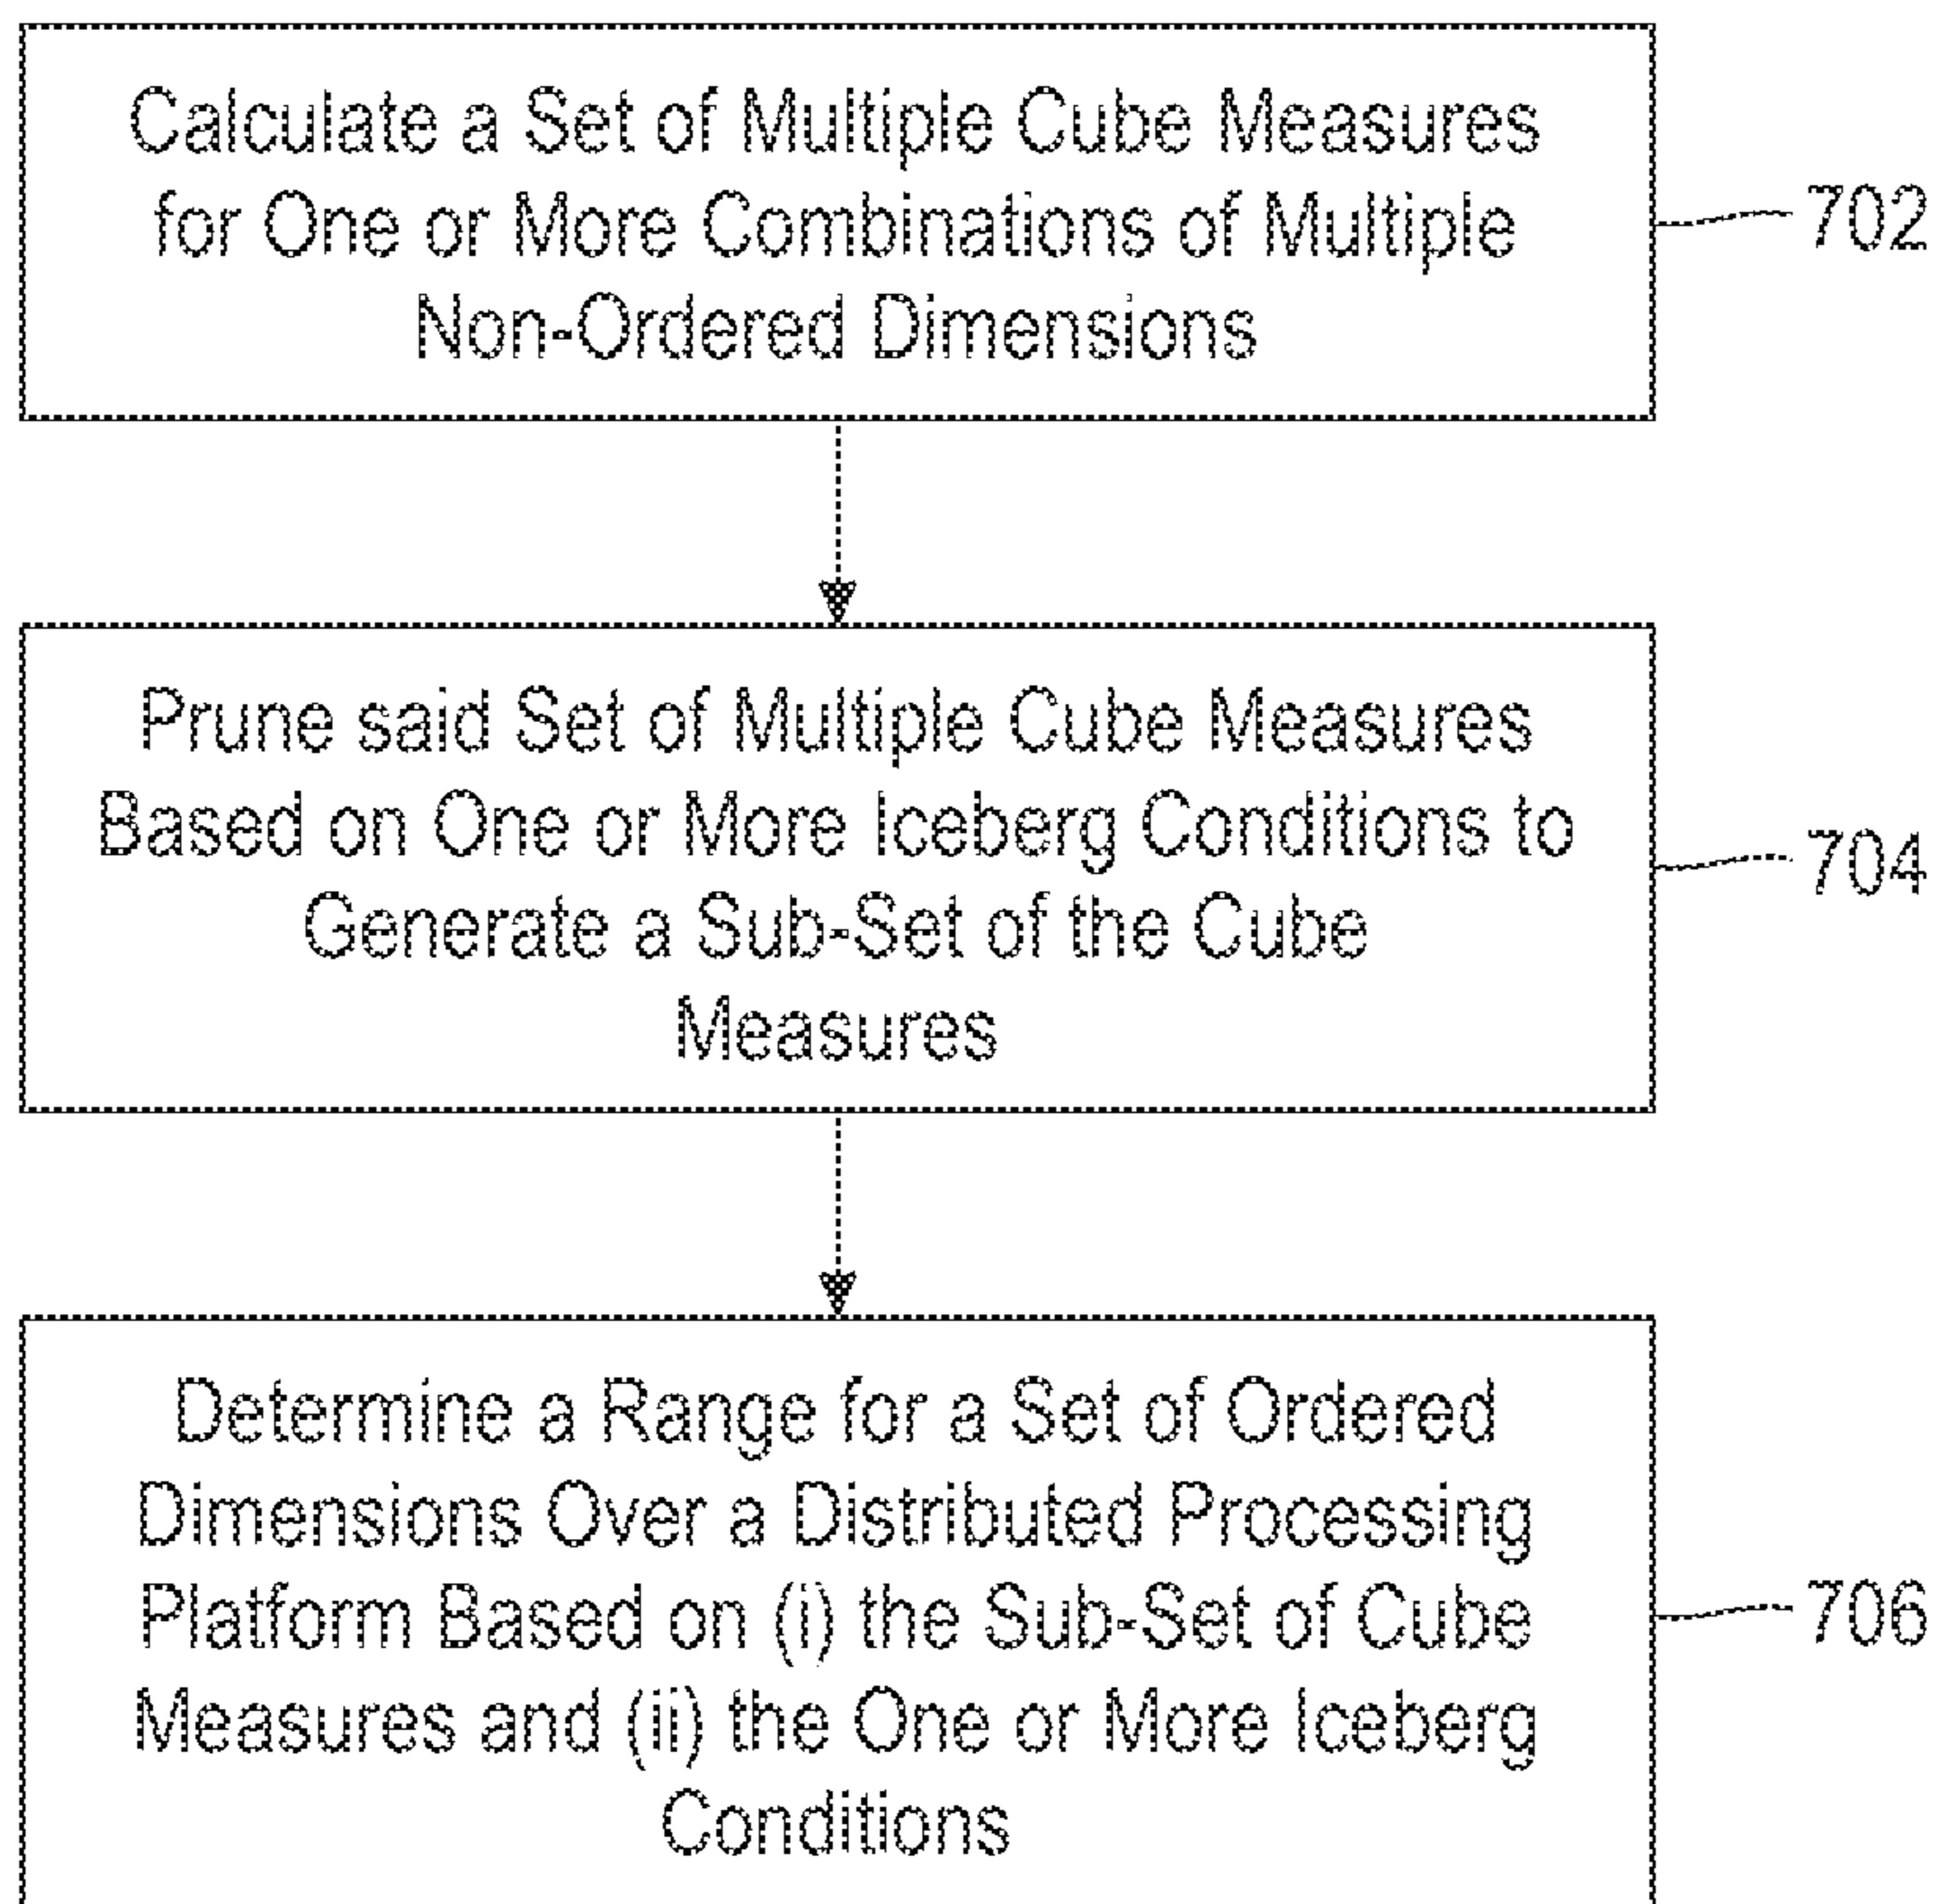 Calculate a Set of Multiple Cube Measures
for One or More Combinations of Multiple
Non-Ordered Dimensions
702
Prune said Set of Multiple Cube Measures
Based on One or More Iceberg Conditions to
Generate a Sub-Set of the Cube
Measures
704
Determine a Range for a Set of Ordered
Dimensions Over a Distributed Processing
Platform Based on (i) the Sub-Set of Cube
Measures and (ii) the One or More Iceberg
Conditions
706